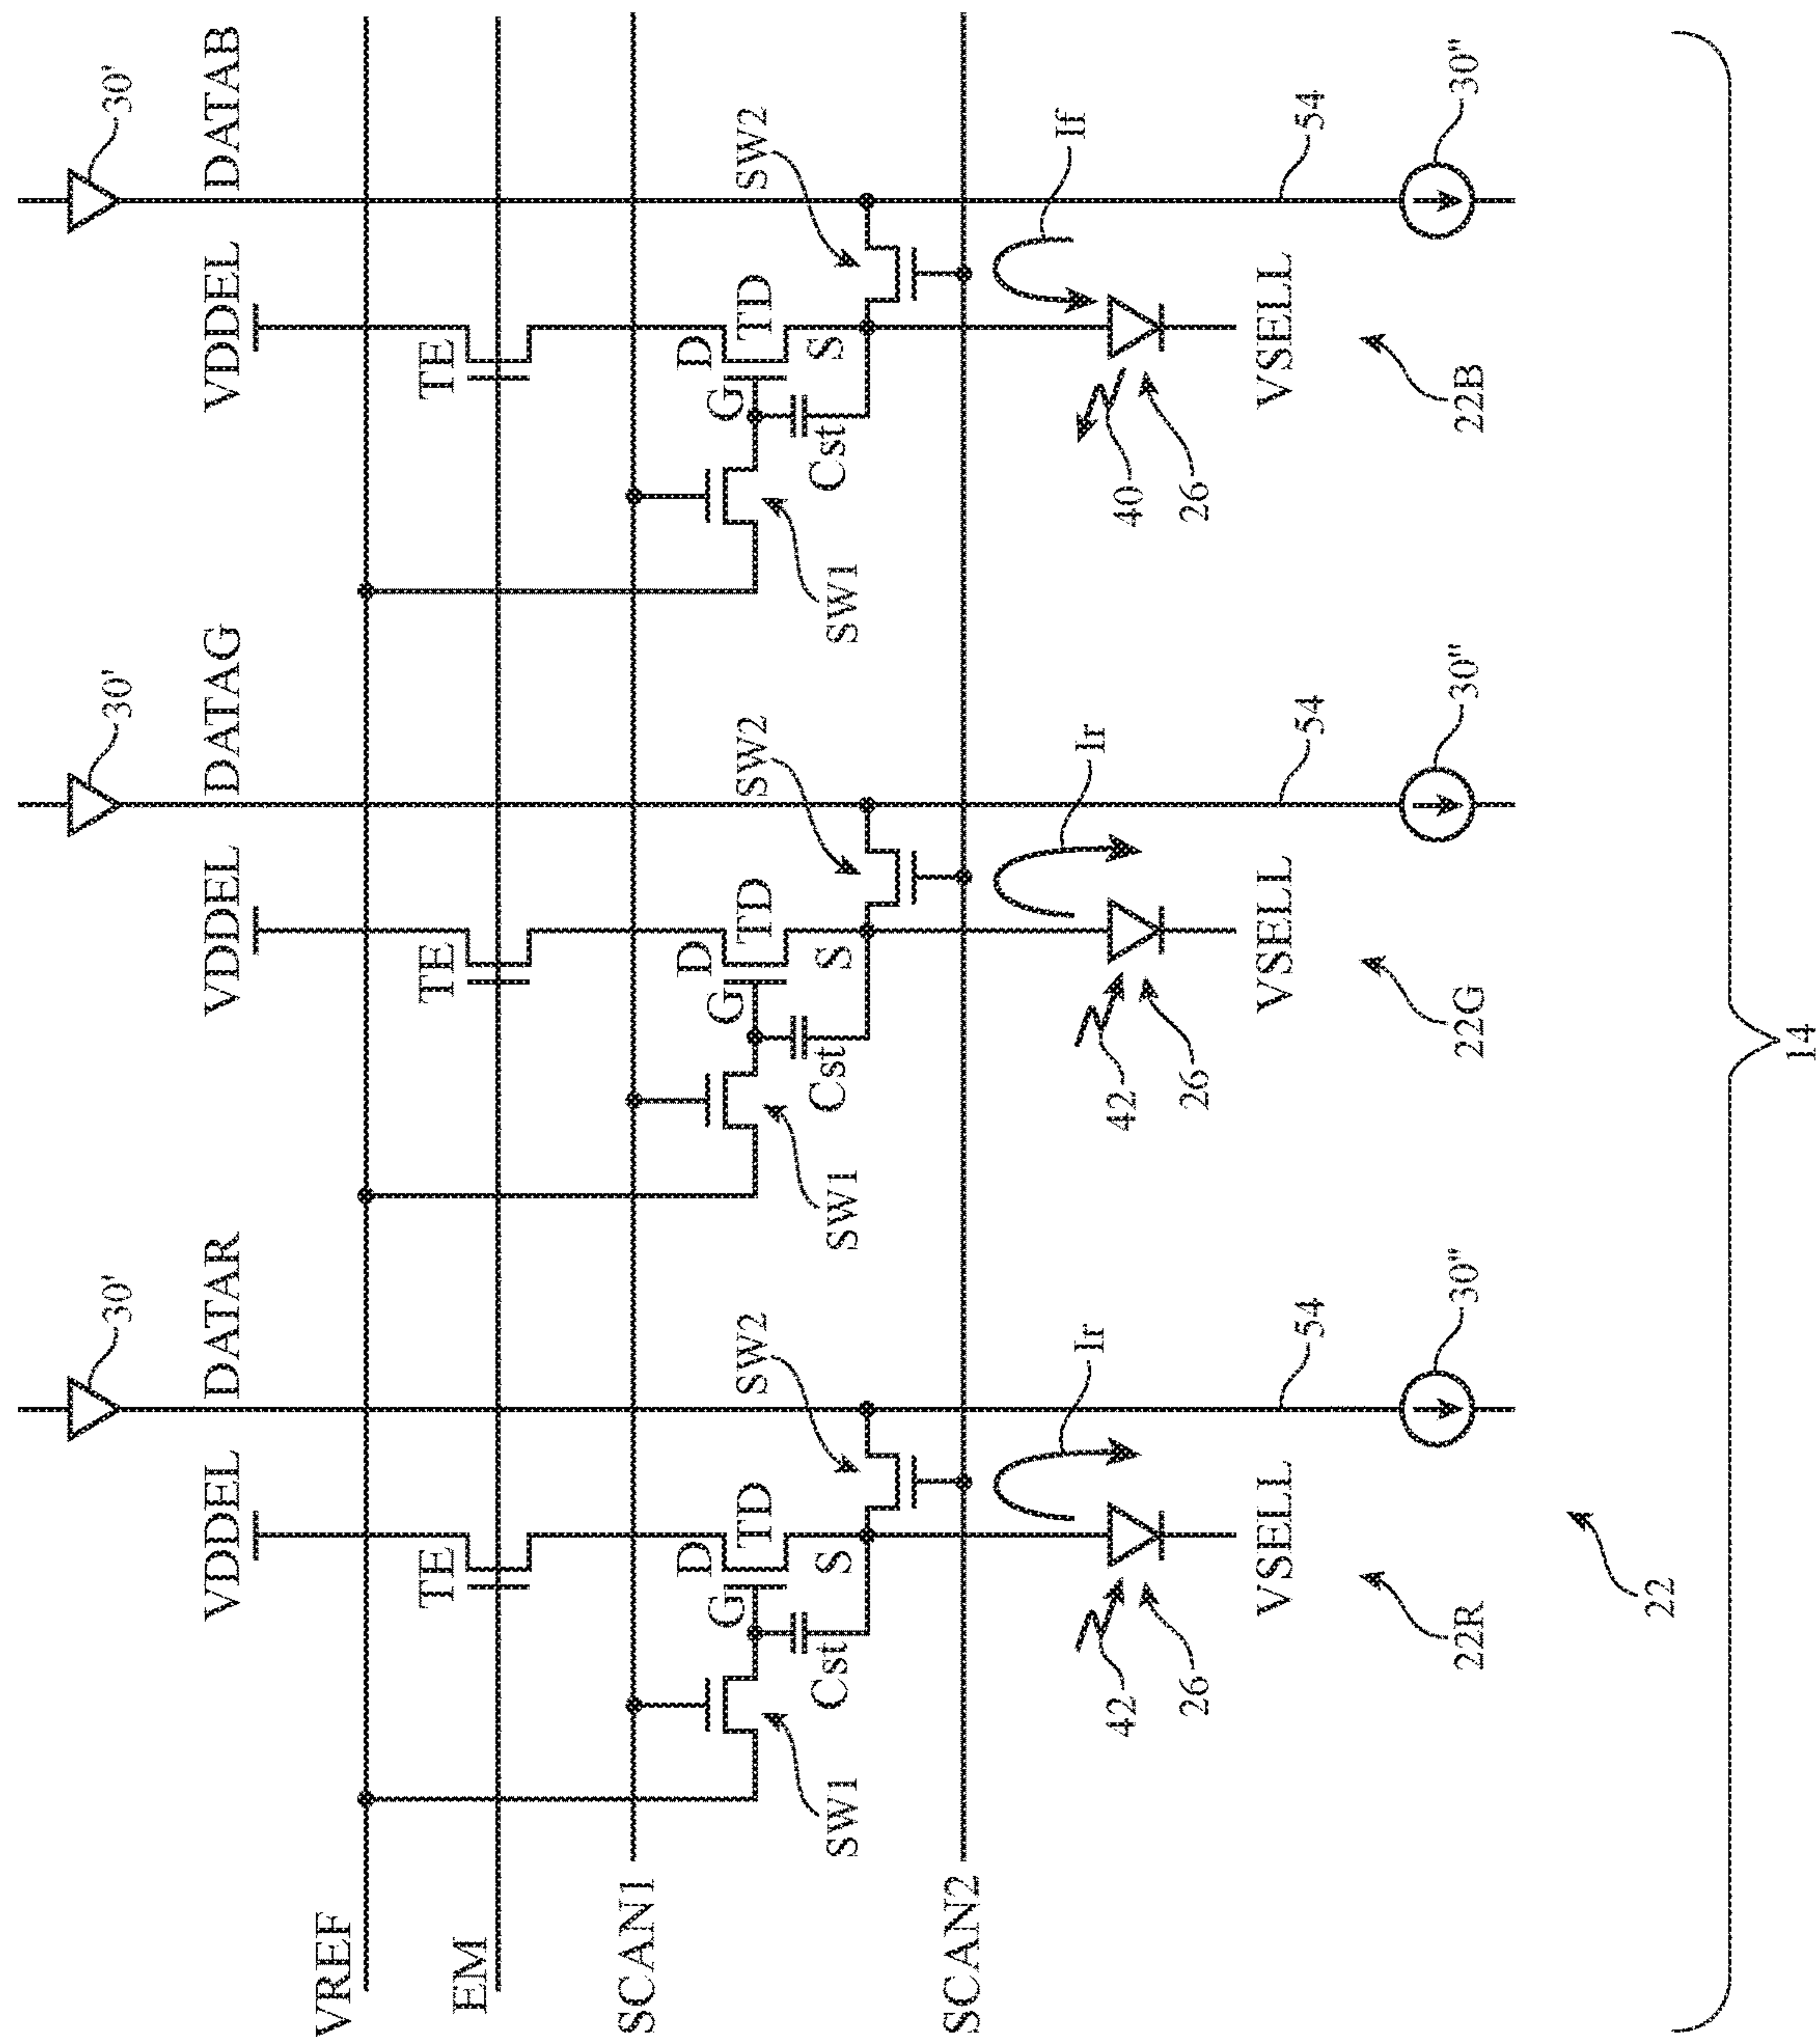 30' 30' 30'
VDDEL DATAR VDDEL DATAG VDDEL DATAB
VREF
TE TE TE
EM
SCAN1
D D D
G TD SW2 G TD SW2 G TD SW2
SW1 Cst S SW1 Cst S SW1 Cst S
SCAN2
Ir Ir If
42 42 40
26 26 26
VSELL 54 VSELL 54 VSELL 54
22R 30" 22G 30" 22B 30"
22
14